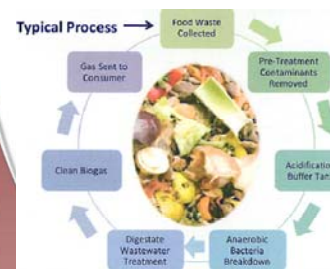 Typical Process
Food Waste
Collected
Pre-Treatment
Contaminants
Removed
Acidification
Buffer Tank
Anaerobic
Bacteria
Breakdown
Digestate
Wastewater
Treatment
Clean Biogas
Gas Sent to
Consumer